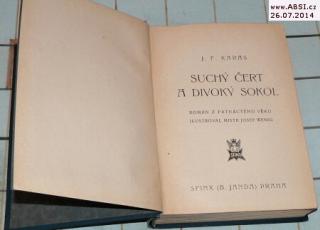 www.ABSI.cz
26.07.2014
J. F. KARAS
SUCHÝ ČERT
A DIVOKÝ SOKOL
ROMÁN Z PATNÁCTÉHO VĚKU
ILUSTROVAL MISTR JOSEF WENIG
SFINX (B. JANDA) PRAHA